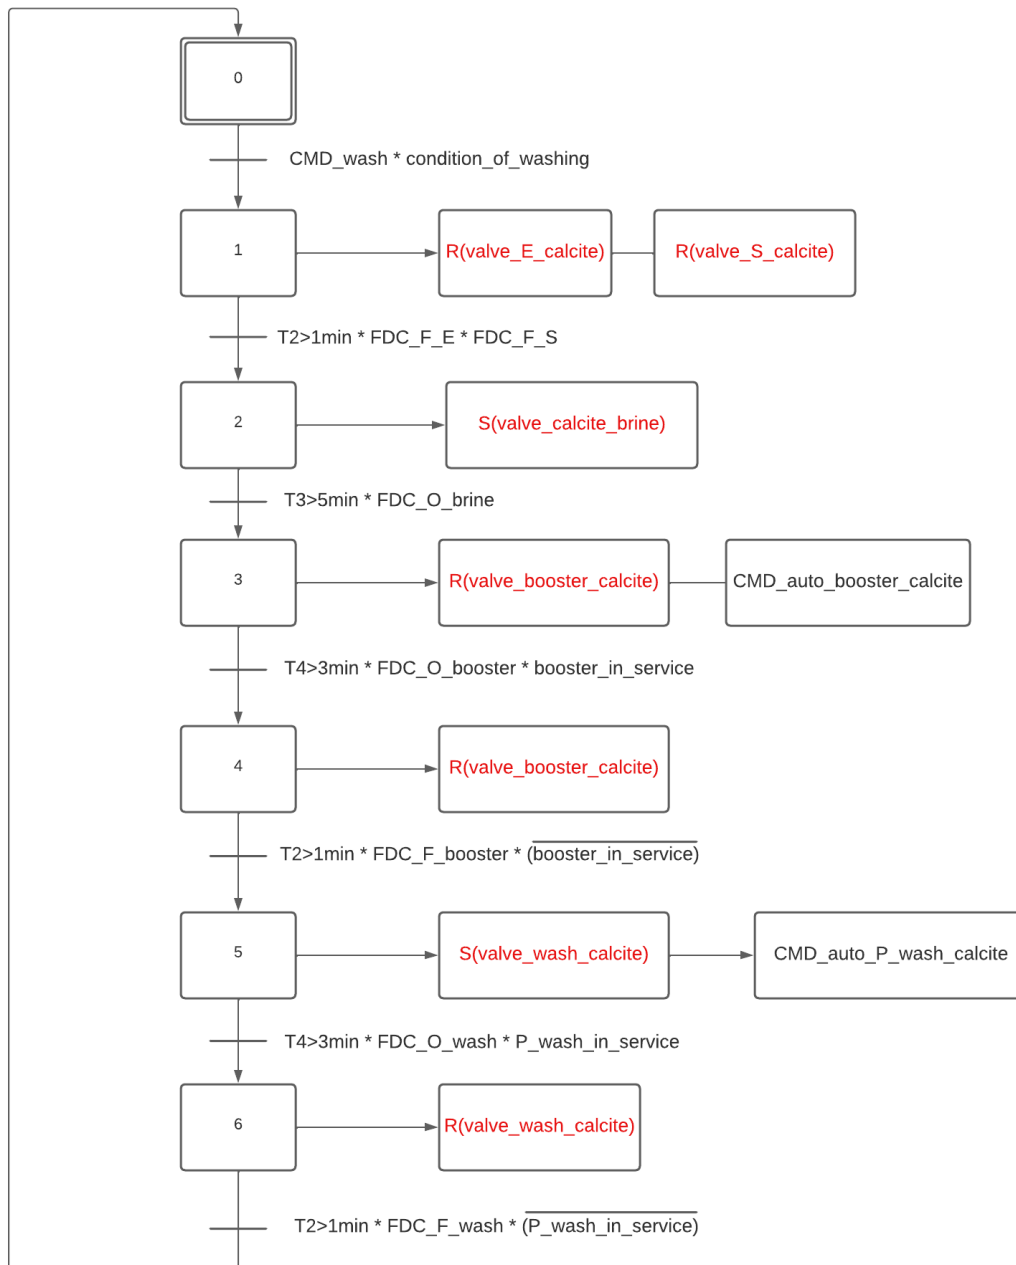 0
CMD_wash * condition_of_washing
1
R(valve_E_calcite)
R(valve_S_calcite)
T2>1min * FDC_F_E * FDC_F_S
2
S(valve_calcite_brine)
T3>5min * FDC_O_brine
3
R(valve_booster_calcite)
CMD_auto_booster_calcite
T4>3min * FDC_O_booster * booster_in_service
4
R(valve_booster_calcite)
T2>1min * FDC_F_booster * (booster_in_service)
5
S(valve_wash_calcite)
CMD_auto_P_wash_calcite
T4>3min * FDC_O_wash * P_wash_in_service
6
R(valve_wash_calcite)
T2>1min * FDC_F_wash * (P_wash_in_service)